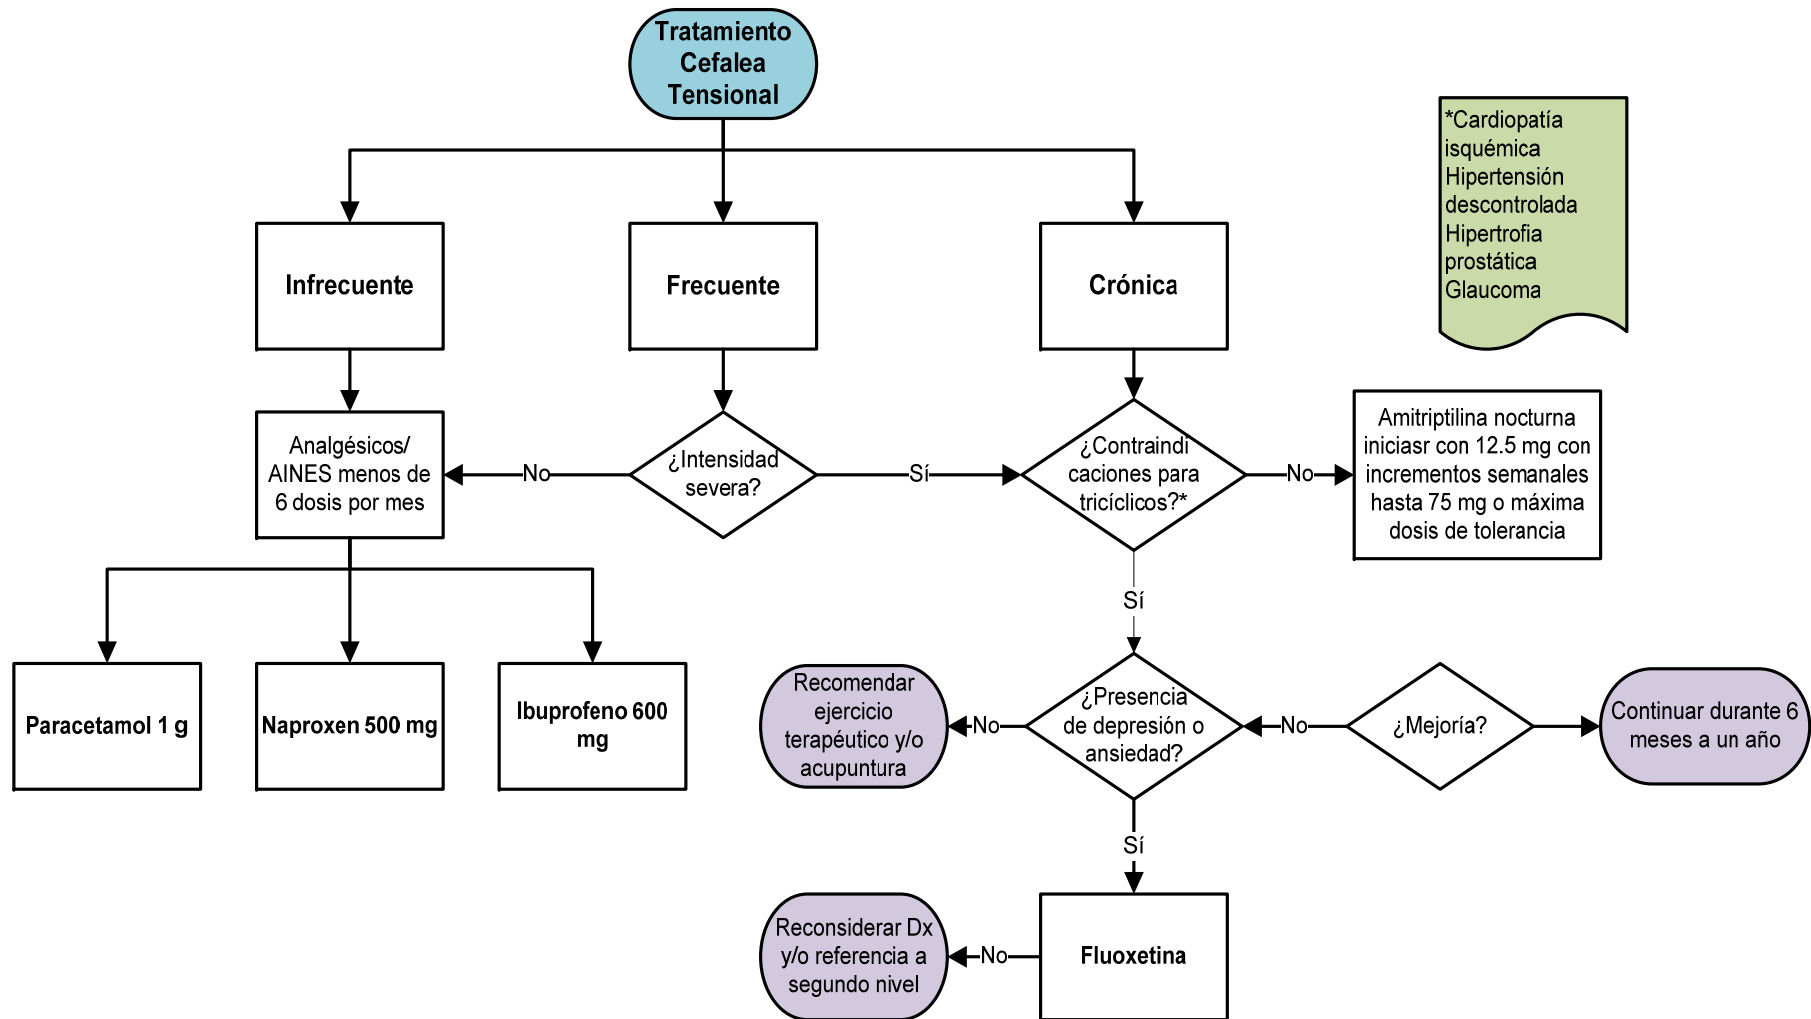 Tratamiento
Cefalea
Tensional
*Cardiopatía
isquémica
Hipertensión
descontrolada
Hipertrofia
prostática
Glaucoma
Infrecuente
Frecuente
Crónica
Analgésicos/
AINES menos de
6 dosis por mes
No
¿Intensidad
severa?
Sí
¿Contraindi
caciones para
tricíclicos?*
No
Amitriptilina nocturna
iniciasr con 12.5 mg con
incrementos semanales
hasta 75 mg o máxima
dosis de tolerancia
Sí
Paracetamol 1 g
Naproxen 500 mg
Ibuprofeno 600
mg
Recomendar
ejercicio
terapéutico y/o
acupuntura
No
¿Presencia
de depresión o
ansiedad?
No
¿Mejoría?
Continuar durante 6
meses a un año
Sí
Reconsiderar Dx
y/o referencia a
segundo nivel
No
Fluoxetina